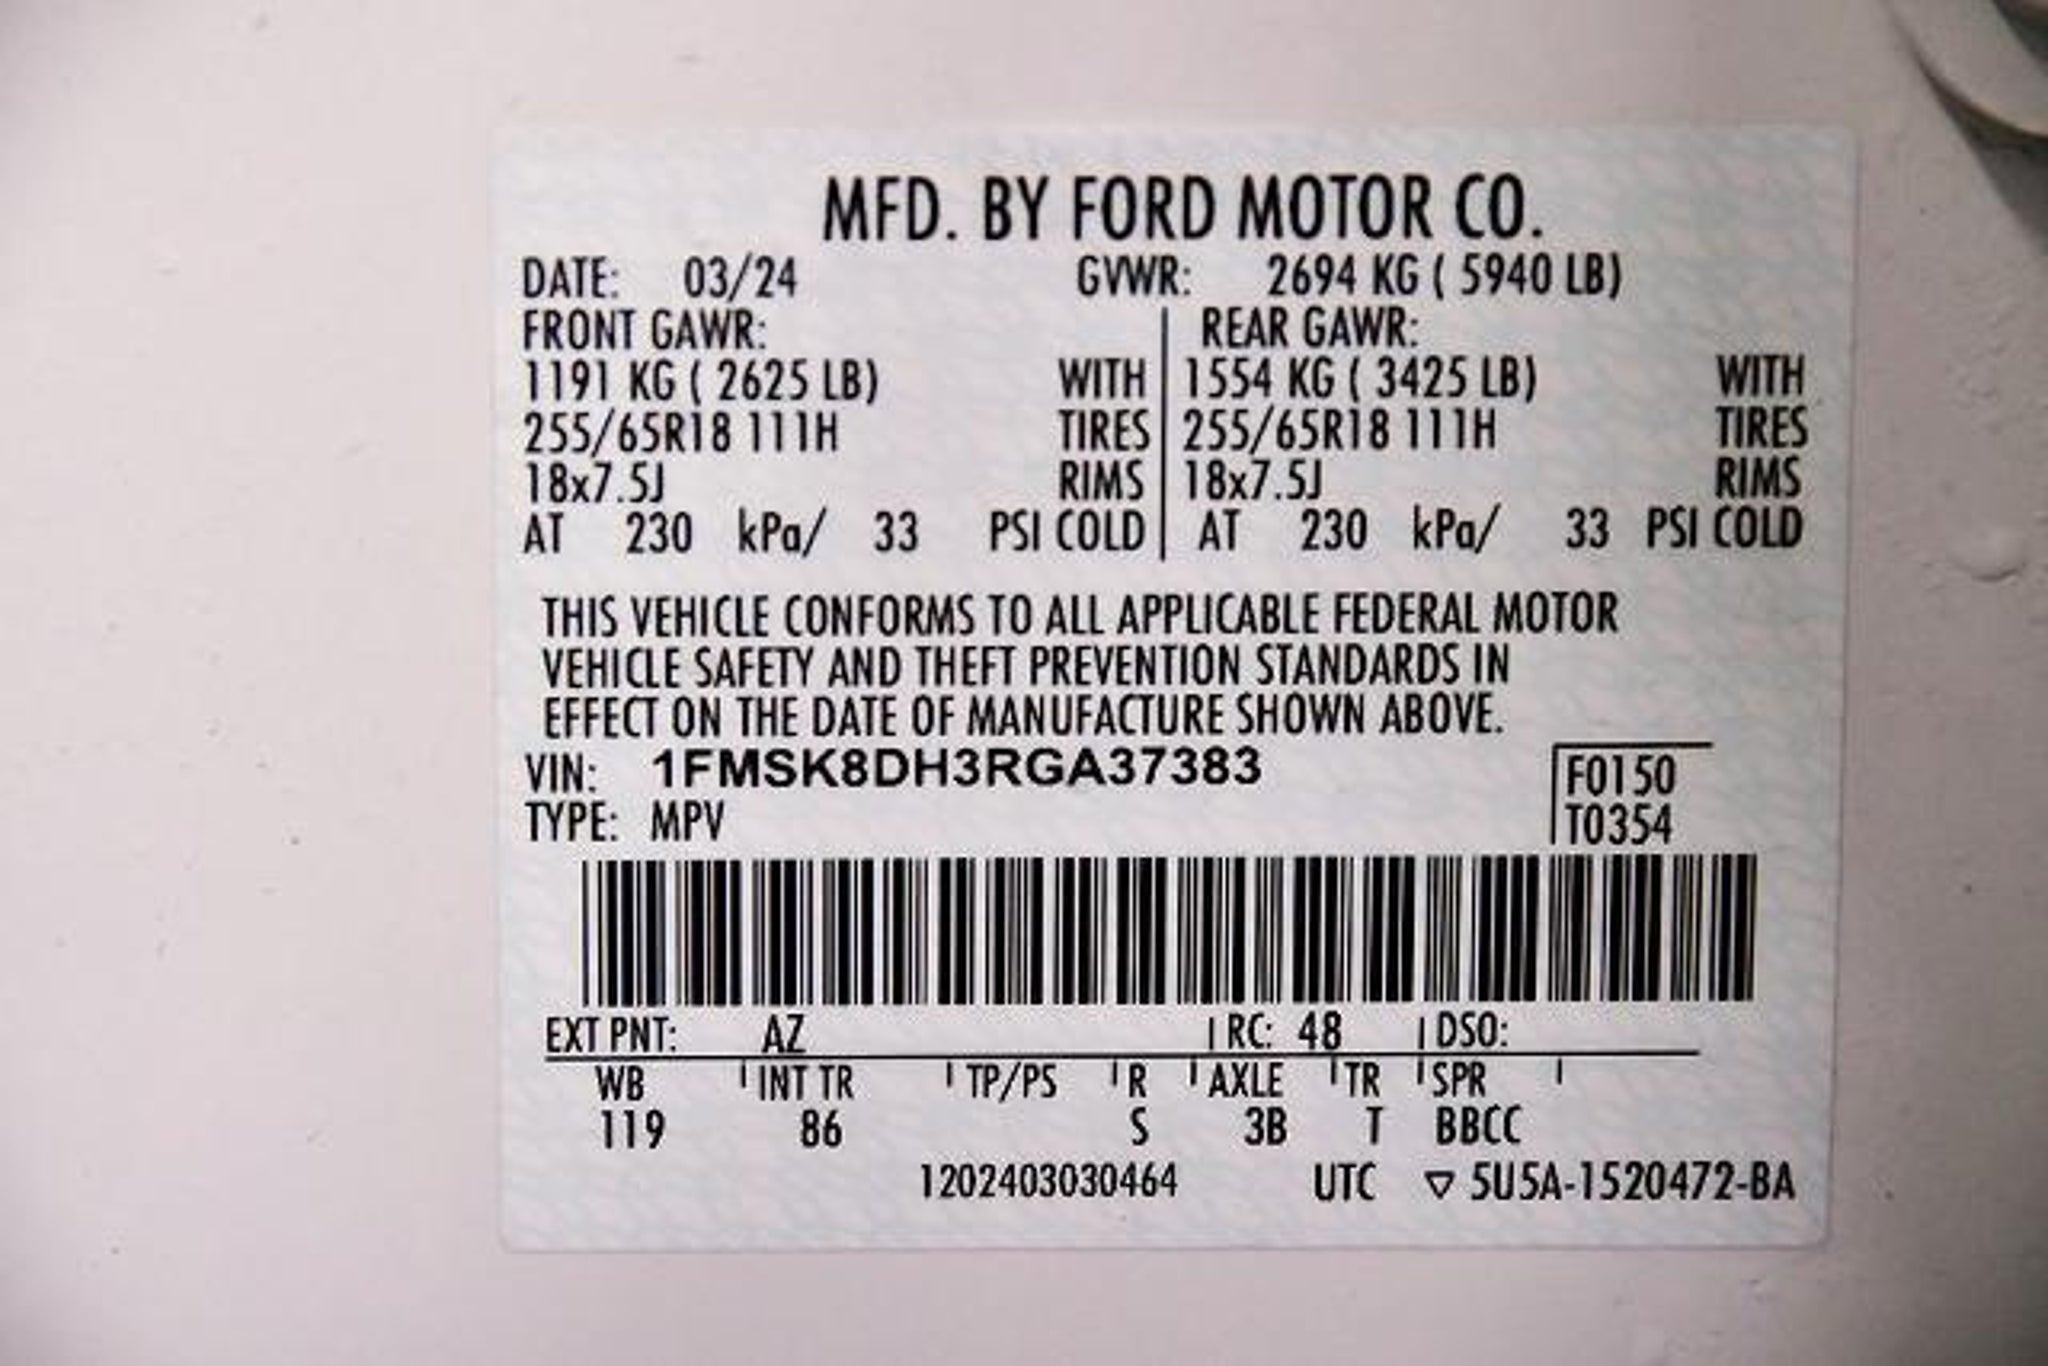 MFD. BY FORD MOTOR CO.
DATE: 03/24 GVWR: 2694 KG ( 5940 LB)
FRONT GAWR: REAR GAWR:
1191 KG ( 2625 LB) WITH 1554 KG ( 3425 LB) WITH
255/65R18 111H TIRES 255/65R18 111H TIRES
18x7.5J RIMS 18x7.5J RIMS
AT 230 kPa/ 33 PSI COLD AT 230 kPa/ 33 PSI COLD
THIS VEHICLE CONFORMS TO ALL APPLICABLE FEDERAL MOTOR
VEHICLE SAFETY AND THEFT PREVENTION STANDARDS IN
EFFECT ON THE DATE OF MANUFACTURE SHOWN ABOVE.
VIN: 1FMSK8DH3RGA37383 F0150
TYPE: MPV T0354
EXT PNT: AZ RC: 48 DSO:
WB INT TR TP/PS R AXLE TR SPR
119 86 S 3B T BBCC
1202403030464 UTC ▽ 5U5A-1520472-BA